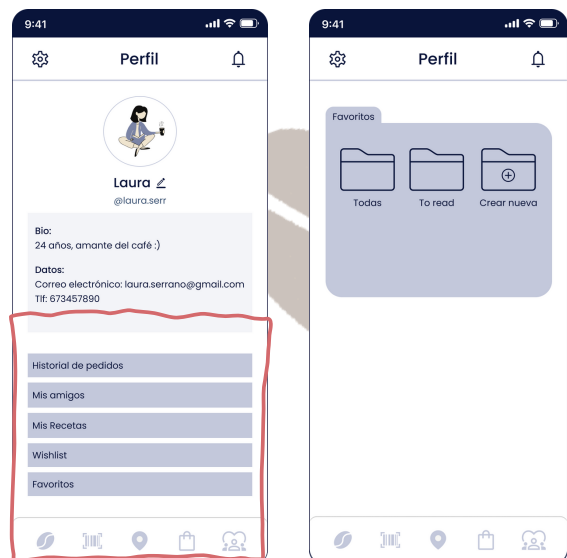 9:41
Perfil
Laura
@laura.serr
Bio:
24 años, amante del café :)
Datos:
Correo electrónico: laura.serrano@gmail.com
Tlf: 673457890
Historial de pedidos
Mis amigos
Mis Recetas
Wishlist
Favoritos
9:41
Perfil
Favoritos
Todas
To read
Crear nueva